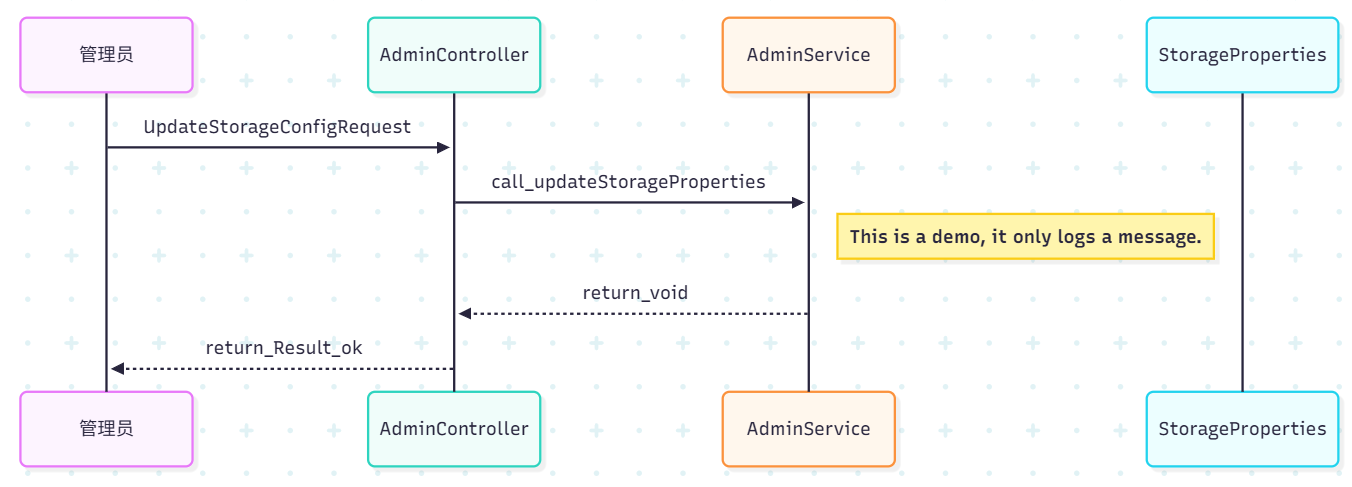 管理员
AdminController
AdminService
StorageProperties
UpdateStorageConfigRequest
call_updateStorageProperties
This is a demo, it only logs a message.
return_void
return_Result_ok
管理员
AdminController
AdminService
StorageProperties